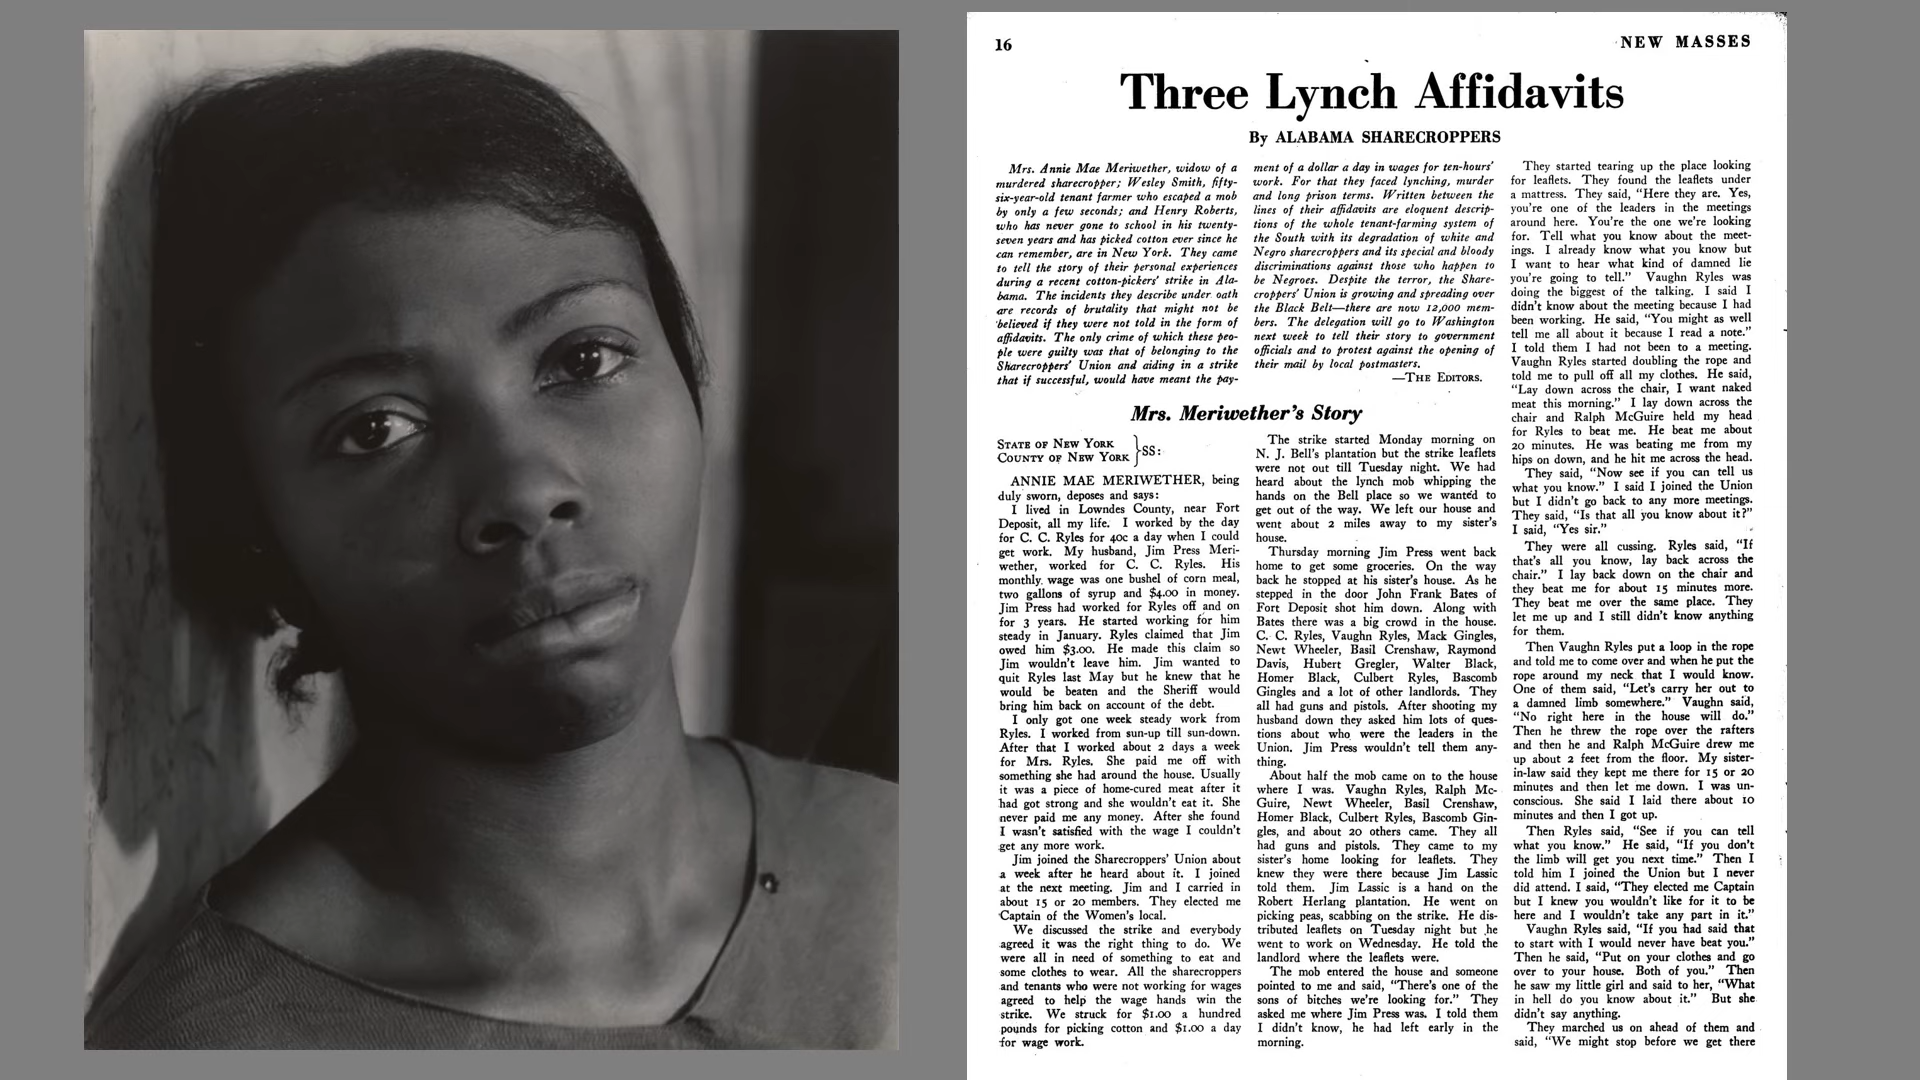 16
NEW MASSES
Three Lynch Affidavits
By ALABAMA SHARECROPPERS
Mrs. Annie Mae Meriwether, widow of a
murdered sharecropper; Wesley Smith, fifty-
six-year-old tenant farmer who escaped a mob
by only a few seconds; and Henry Roberts,
who has never gone to school in his twenty-
seven years and has picked cotton ever since he
can remember, are in New York. They came
to tell the story of their personal experiences
during a recent cotton-pickers' strike in Ala-
bama. The incidents they describe under oath
are records of brutality that might not be
believed if they were not told in the form of
affidavits. The only crime of which these peo-
ple were guilty was that of belonging to the
Sharecroppers' Union and aiding in a strike
that if successful, would have meant the pay-
ment of a dollar a day in wages for ten-hours'
work. For that they faced lynching, murder
and long prison terms. Written between the
lines of their affidavits are eloquent descrip-
tions of the whole tenant-farming system of
the South with its degradation of white and
Negro sharecroppers and its special and bloody
discriminations against those who happen to
be Negroes. Despite the terror, the Share-
croppers' Union is growing and spreading over
the Black Belt—there are now 12,000 mem-
bers. The delegation will go to Washington
next week to tell their story to government
officials and to protest against the opening of
their mail by local postmasters.
—THE EDITORS.
Mrs. Meriwether's Story
STATE OF NEW YORK
COUNTY OF NEW YORK } SS:
ANNIE MAE MERIWETHER, being
duly sworn, deposes and says:
I lived in Lowndes County, near Fort
Deposit, all my life. I worked by the day
for C. C. Ryles for 40c a day when I could
get work. My husband, Jim Press Meri-
wether, worked for C. C. Ryles. His
monthly wage was one bushel of corn meal,
two gallons of syrup and $4.00 in money.
Jim Press had worked for Ryles off and on
for 3 years. He started working for him
steady in January. Ryles claimed that Jim
owed him $3.00. He made this claim so
Jim wouldn't leave him. Jim wanted to
quit Ryles last May but he knew that he
would be beaten and the Sheriff would
bring him back on account of the debt.
I only got one week steady work from
Ryles. I worked from sun-up till sun-down.
After that I worked about 2 days a week
for Mrs. Ryles. She paid me off with
something she had around the house. Usually
it was a piece of home-cured meat after it
had got strong and she wouldn't eat it. She
never paid me any money. After she found
I wasn't satisfied with the wage I couldn't
get any more work.
Jim joined the Sharecroppers' Union about
a week after he heard about it. I joined
at the next meeting. Jim and I carried in
about 15 or 20 members. They elected me
Captain of the Women's local.
We discussed the strike and everybody
agreed it was the right thing to do. We
were all in need of something to eat and
some clothes to wear. All the sharecroppers
and tenants who were not working for wages
agreed to help the wage hands win the
strike. We struck for $1.00 a hundred
pounds for picking cotton and $1.00 a day
for wage work.
The strike started Monday morning on
N. J. Bell's plantation but the strike leaflets
were not out till Tuesday night. We had
heard about the lynch mob whipping the
hands on the Bell place so we wanted to
get out of the way. We left our house and
went about 2 miles away to my sister's
house.
Thursday morning Jim Press went back
home to get some groceries. On the way
back he stopped at his sister's house. As he
stepped in the door John Frank Bates of
Fort Deposit shot him down. Along with
Bates there was a big crowd in the house.
C. C. Ryles, Vaughn Ryles, Mack Gingles,
Newt Wheeler, Basil Crenshaw, Raymond
Davis, Hubert Gregler, Walter Black,
Homer Black, Culbert Ryles, Bascomb
Gingles and a lot of other landlords. They
all had guns and pistols. After shooting my
husband down they asked him lots of ques-
tions about who were the leaders in the
Union. Jim Press wouldn't tell them any-
thing.
About half the mob came on to the house
where I was. Vaughn Ryles, Ralph Mc-
Guire, Newt Wheeler, Basil Crenshaw,
Homer Black, Culbert Ryles, Bascomb Gin-
gles, and about 20 others came. They all
had guns and pistols. They came to my
sister's home looking for leaflets. They
knew they were there because Jim Lassic
told them. Jim Lassic is a hand on the
Robert Herlang plantation. He went on
picking peas, scabbing on the strike. He dis-
tributed leaflets on Tuesday night but he
went to work on Wednesday. He told the
landlord where the leaflets were.
The mob entered the house and someone
pointed to me and said, "There's one of the
sons of bitches we're looking for." They
asked me where Jim Press was. I told them
I didn't know, he had left early in the
morning.
They started tearing up the place looking
for leaflets. They found the leaflets under
a mattress. They said, "Here they are. Yes,
you're one of the leaders in the meetings
around here. You're the one we're looking
for. Tell what you know about the meet-
ings. I already know what you know but
I want to hear what kind of damned lie
you're going to tell." Vaughn Ryles was
doing the biggest of the talking. I said I
didn't know about the meeting because I had
been working. He said, "You might as well
tell me all about it because I read a note."
I told them I had not been to a meeting.
Vaughn Ryles started doubling the rope and
told me to pull off all my clothes. He said,
"Lay down across the chair, I want naked
meat this morning." I lay down across the
chair and Ralph McGuire held my head
for Ryles to beat me. He beat me about
20 minutes. He was beating me from my
hips on down, and he hit me across the head.
They said, "Now see if you can tell us
what you know." I said I joined the Union
but I didn't go back to any more meetings.
They said, "Is that all you know about it?"
I said, "Yes sir."
They were all cussing. Ryles said, "If
that's all you know, lay back across the
chair." I lay back down on the chair and
they beat me for about 15 minutes more.
They beat me over the same place. They
let me up and I still didn't know anything
for them.
Then Vaughn Ryles put a loop in the rope
and told me to come over and when he put the
rope around my neck that I would know.
One of them said, "Let's carry her out to
a damned limb somewhere." Vaughn said,
"No right here in the house will do."
Then he threw the rope over the rafters
and then he and Ralph McGuire drew me
up about 2 feet from the floor. My sister-
in-law said they kept me there for 15 or 20
minutes and then let me down. I was un-
conscious. She said I laid there about 10
minutes and then I got up.
Then Ryles said, "See if you can tell
what you know." He said, "If you don't
the limb will get you next time." Then I
told him I joined the Union but I never
did attend. I said, "They elected me Captain
but I knew you wouldn't like for it to be
here and I wouldn't take any part in it."
Vaughn Ryles said, "If you had said that
to start with I would never have beat you."
Then he said, "Put on your clothes and go
over to your house. Both of you." Then
he saw my little girl and said to her, "What
in hell do you know about it." But she
didn't say anything.
They marched us on ahead of them and
said, "We might stop before we get there